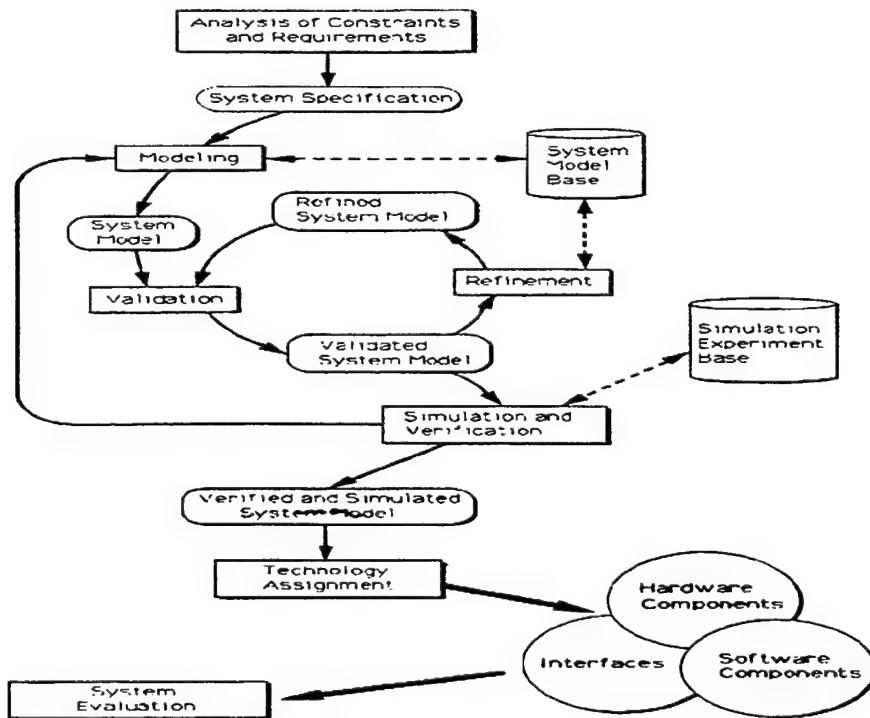 Analysis of Constraints
and Requirements
System Specification
Modeling
System
Model
Base
Refined
System Model
System
Model
Refinement
Validation
Simulation
Experiment
Base
Validated
System Model
Simulation and
Verification
Verified and Simulated
System Model
Technology
Assignment
Hardware
Components
Interfaces
Software
Components
System
Evaluation